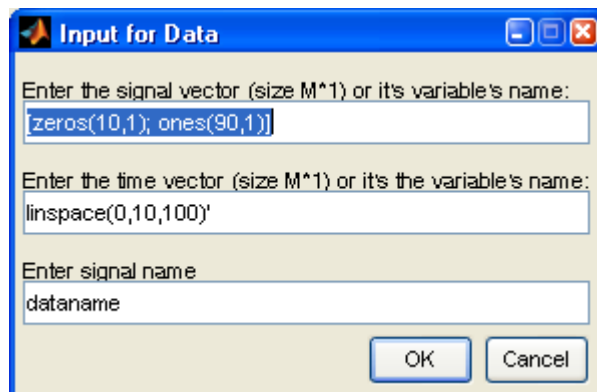 Input for Data
Enter the signal vector (size M^1) or it's variable's name:
[zeros(10,1); ones(90,1)]
Enter the time vector (size M^1) or it's the variable's name:
linspace(0,10,100)'
Enter signal name
dataname
OK Cancel